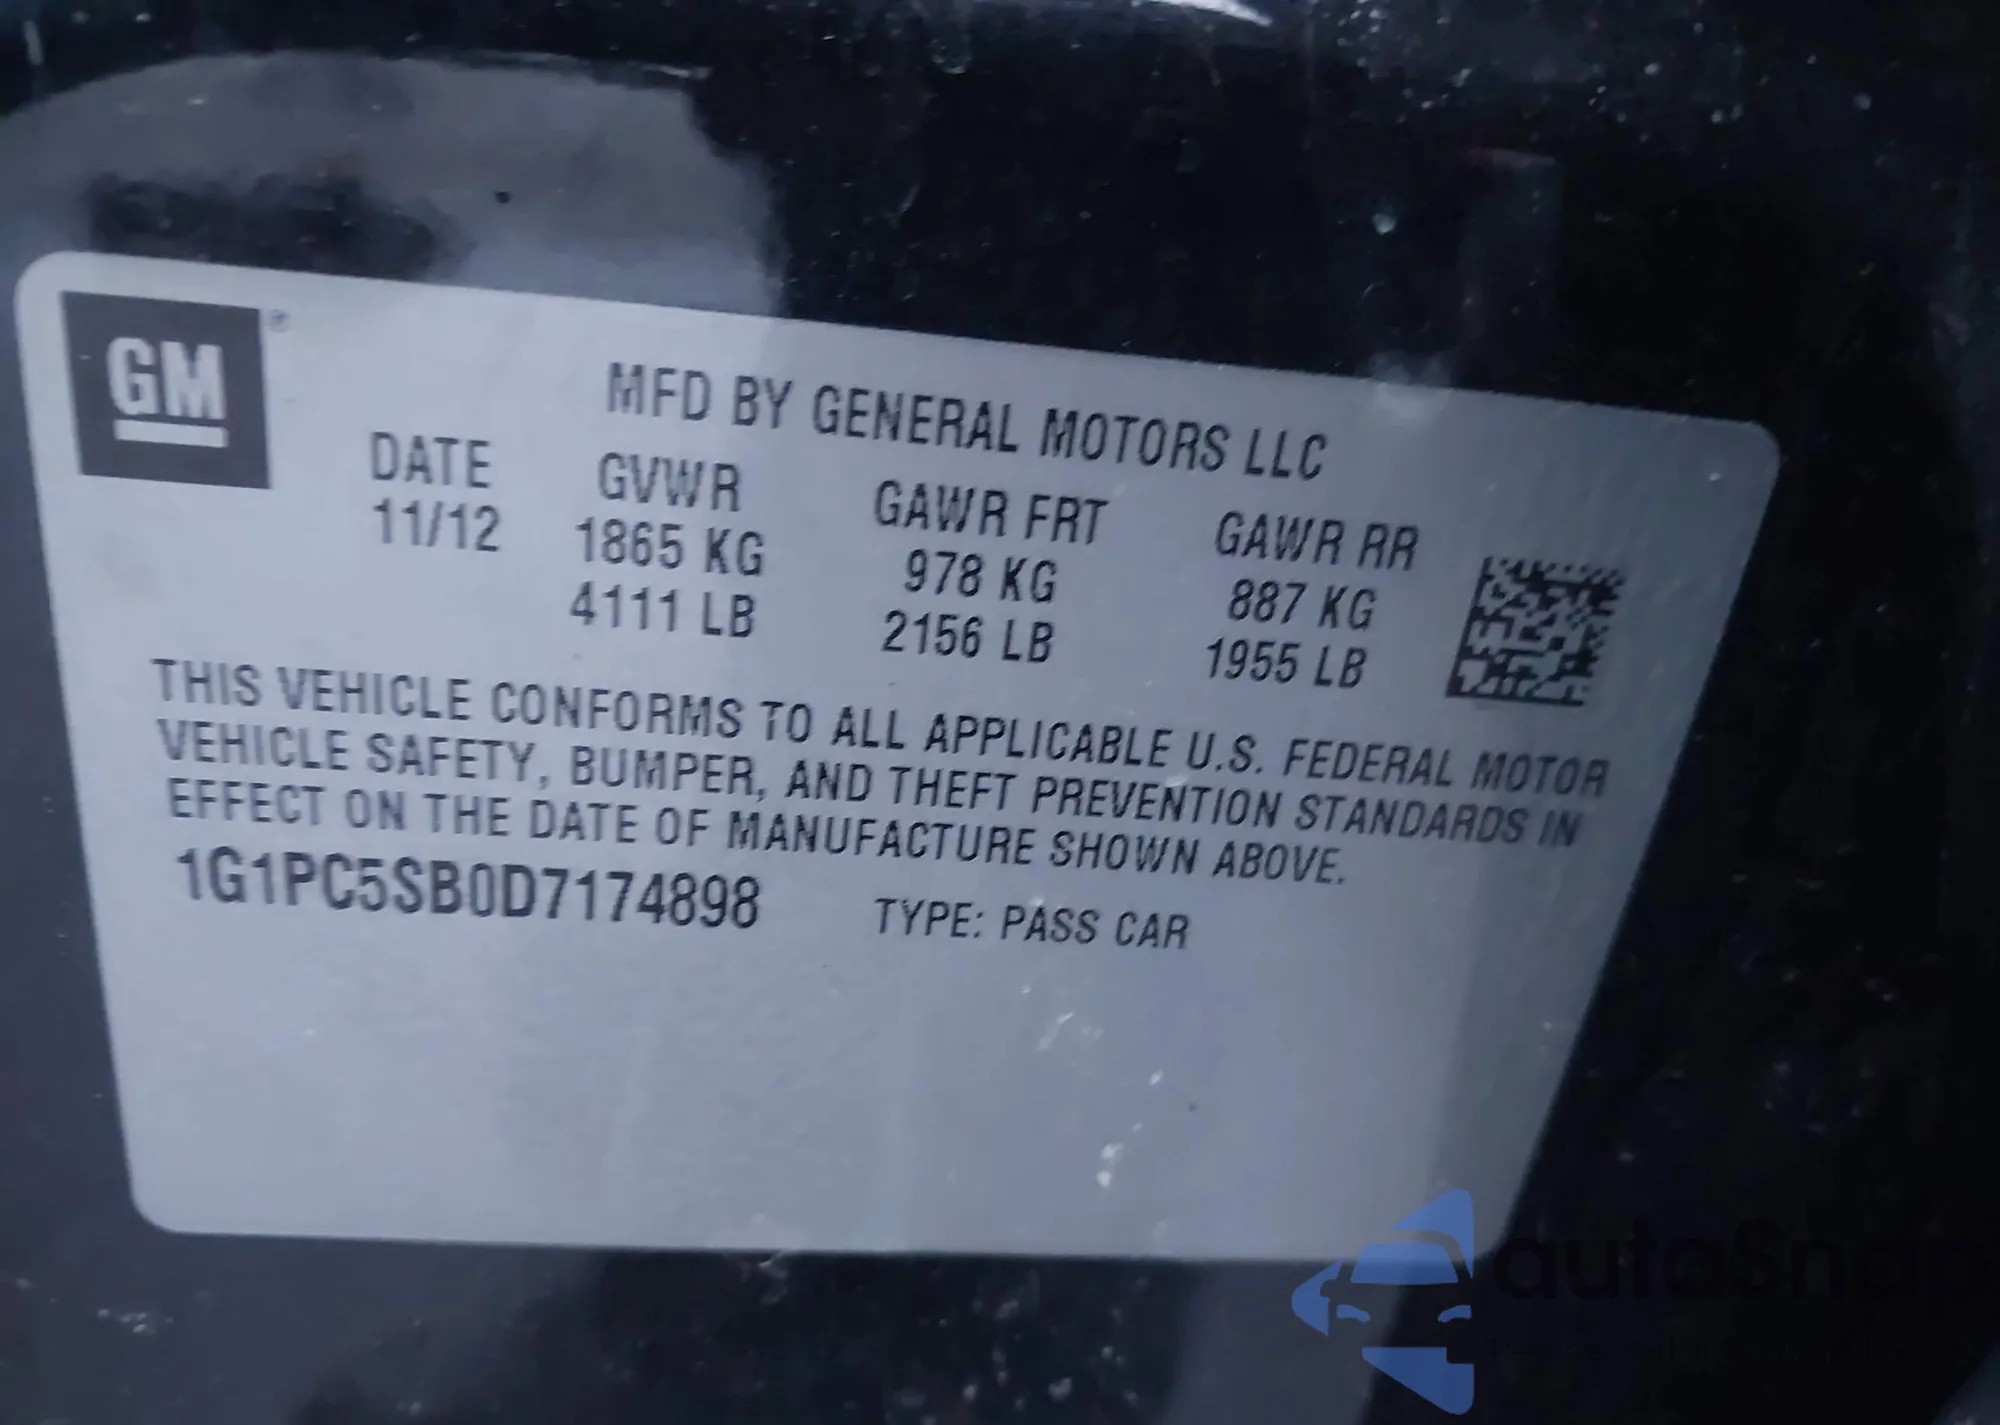 GM ®
MFD BY GENERAL MOTORS LLC
DATE GVWR GAWR FRT GAWR RR
11/12 1865 KG 978 KG 887 KG
4111 LB 2156 LB 1955 LB
THIS VEHICLE CONFORMS TO ALL APPLICABLE U.S. FEDERAL MOTOR
VEHICLE SAFETY, BUMPER, AND THEFT PREVENTION STANDARDS IN
EFFECT ON THE DATE OF MANUFACTURE SHOWN ABOVE.
1G1PC5SB0D7174898 TYPE: PASS CAR
autoSnap